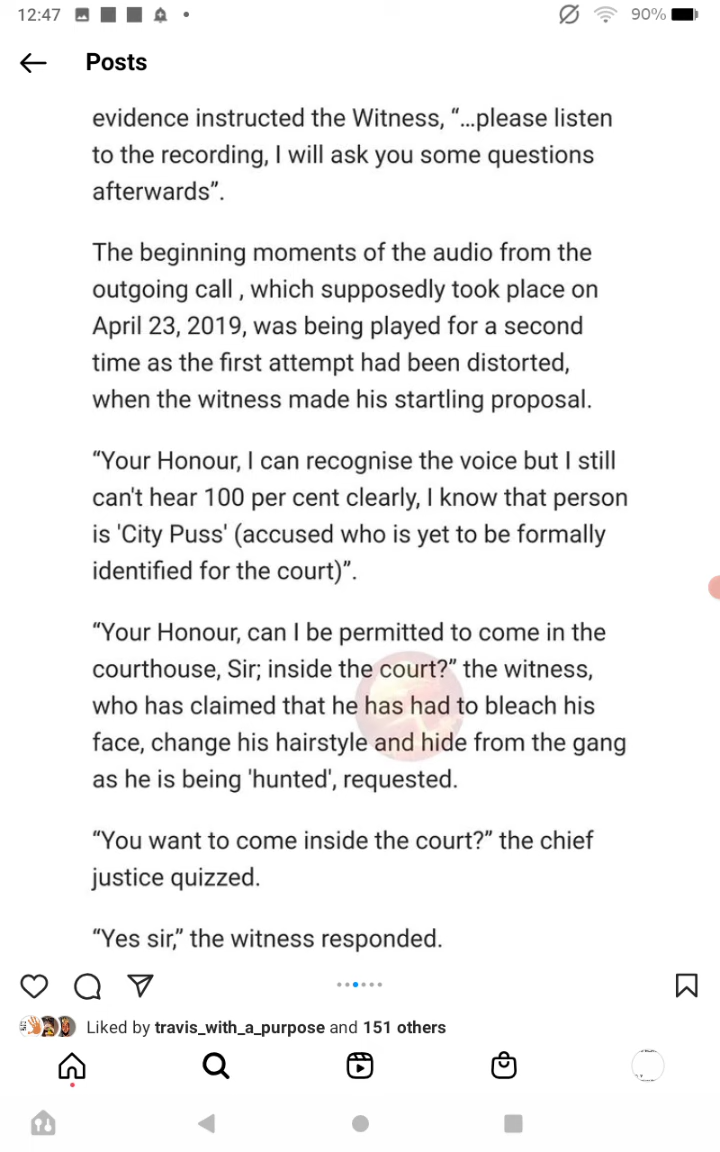 12:47 90%
Posts
evidence instructed the Witness, “...please listen
to the recording, I will ask you some questions
afterwards”.
The beginning moments of the audio from the
outgoing call , which supposedly took place on
April 23, 2019, was being played for a second
time as the first attempt had been distorted,
when the witness made his startling proposal.
“Your Honour, I can recognise the voice but I still
can't hear 100 per cent clearly, I know that person
is 'City Puss' (accused who is yet to be formally
identified for the court)”.
“Your Honour, can I be permitted to come in the
courthouse, Sir; inside the court?” the witness,
who has claimed that he has had to bleach his
face, change his hairstyle and hide from the gang
as he is being 'hunted', requested.
“You want to come inside the court?” the chief
justice quizzed.
“Yes sir,” the witness responded.
Liked by travis_with_a_purpose and 151 others